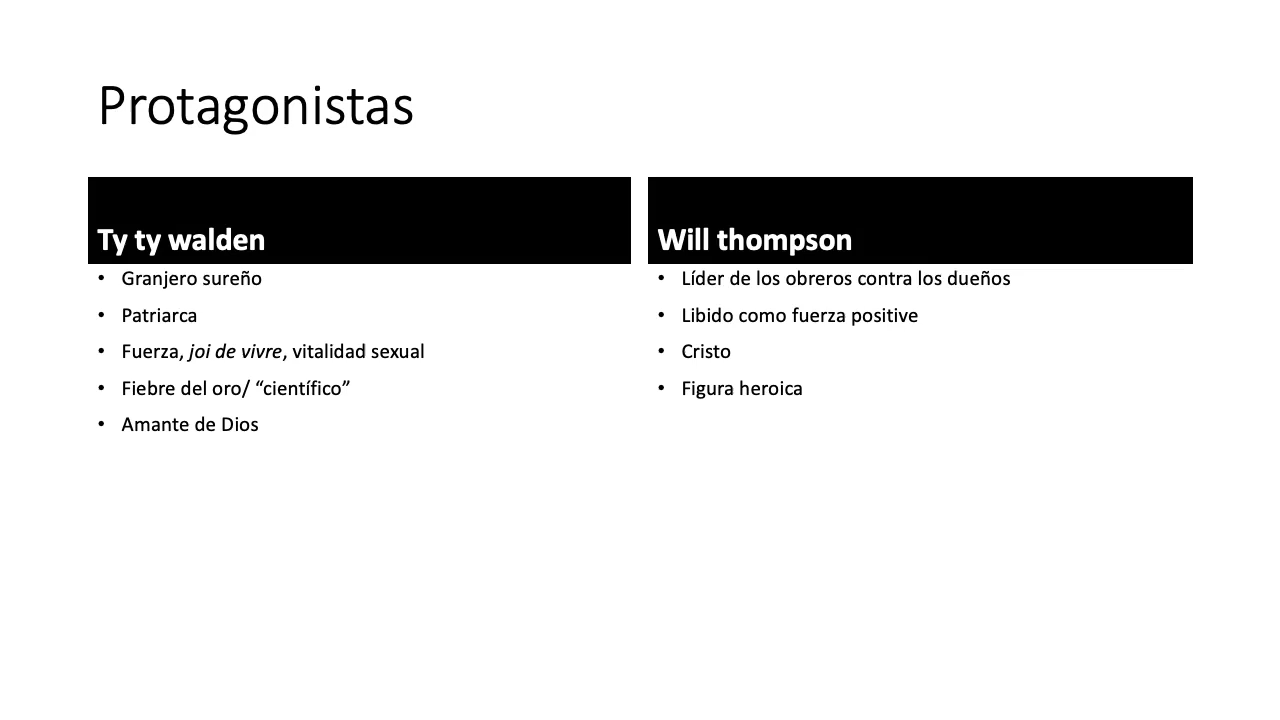 Protagonistas
Ty ty walden
• Granjero sureño
• Patriarca
• Fuerza, joi de vivre, vitalidad sexual
• Fiebre del oro/ “científico”
• Amante de Dios
Will thompson
• Líder de los obreros contra los dueños
• Libido como fuerza positive
• Cristo
• Figura heroica